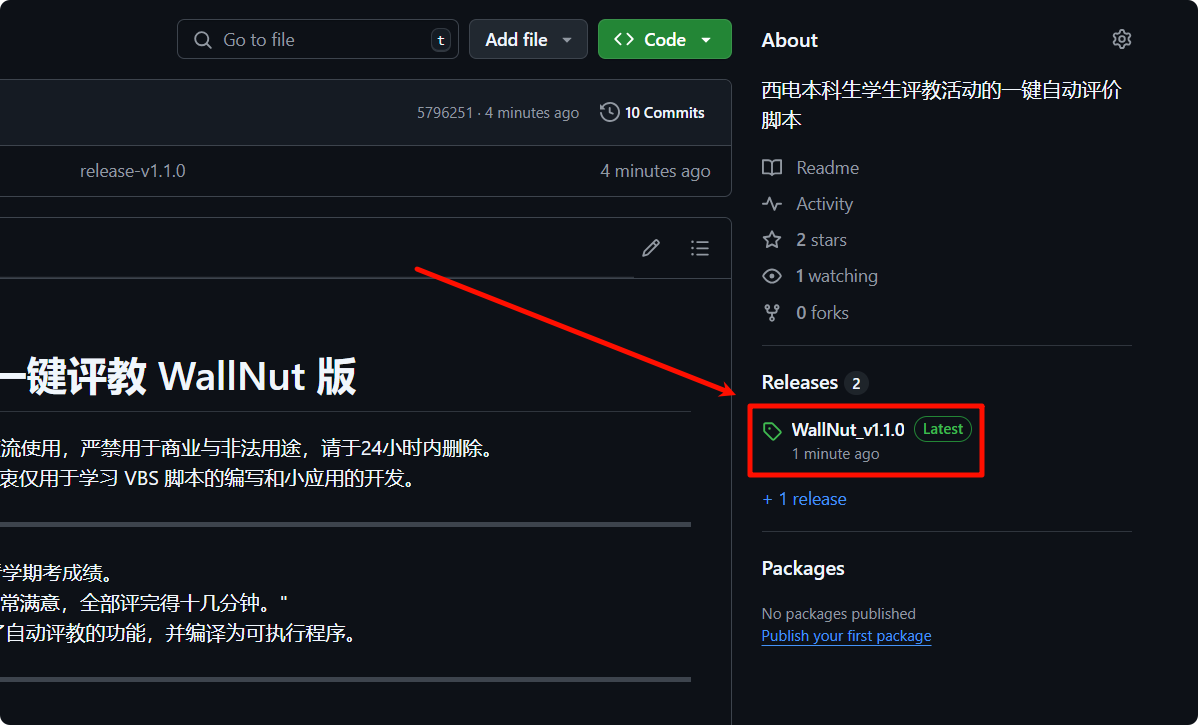 Go to file
t
Add file
Code
About
西电本科生学生评教活动的一键自动评价
脚本
5796251 · 4 minutes ago
10 Commits
release-v1.1.0
4 minutes ago
Readme
Activity
2 stars
1 watching
0 forks
一键评教 WallNut 版
流使用，严禁用于商业与非法用途，请于24小时内删除。
衷仅用于学习 VBS 脚本的编写和小应用的开发。
学期考成绩。
常满意，全部评完得十几分钟。"
了自动评教的功能，并编译为可执行程序。
Releases 2
WallNut_v1.1.0 Latest
1 minute ago
+ 1 release
Packages
No packages published
Publish your first package